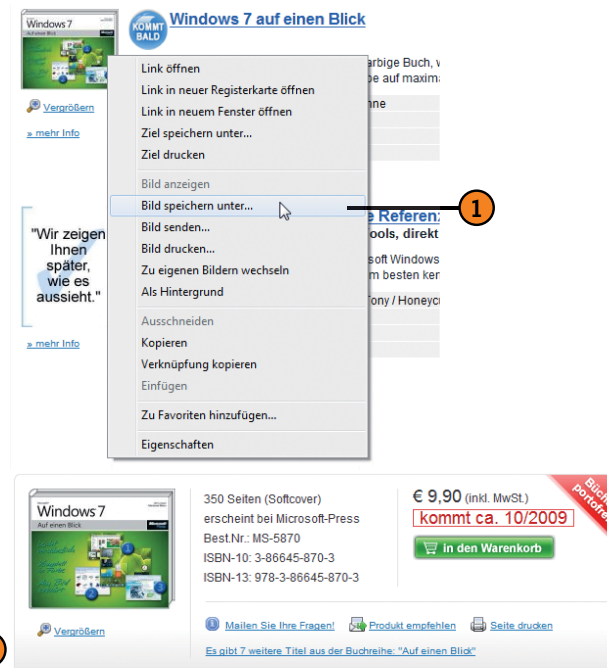 Windows 7
Auf einen Blick
KOMMT
BALD
Windows 7 auf einen Blick
arbige Buch,
be auf maxim
nne
Vergrößern
» mehr Info
Link öffnen
Link in neuer Registerkarte öffnen
Link in neuem Fenster öffnen
Ziel speichern unter...
Ziel drucken
Bild anzeigen
Bild speichern unter...
Bild senden...
Bild drucken...
Zu eigenen Bildern wechseln
Als Hintergrund
Ausschneiden
Kopieren
Verknüpfung kopieren
Einfügen
Zu Favoriten hinzufügen...
Eigenschaften
1
e Referenz
ools, direkt
soft Windows
m besten ker
Tony / Honeycu
"Wir zeigen
Ihnen
später,
wie es
aussieht."
» mehr Info
Windows 7
Auf einen Blick
Vergrößern
350 Seiten (Softcover)
erscheint bei Microsoft-Press
Best.Nr.: MS-5870
ISBN-10: 3-86645-870-3
ISBN-13: 978-3-86645-870-3
€ 9,90 (inkl. MwSt.)
kommt ca. 10/2009
in den Warenkorb
Büche
portofre
Mailen Sie Ihre Fragen! Produkt empfehlen Seite drucken
Es gibt 7 weitere Titel aus der Buchreihe: "Auf einen Blick"